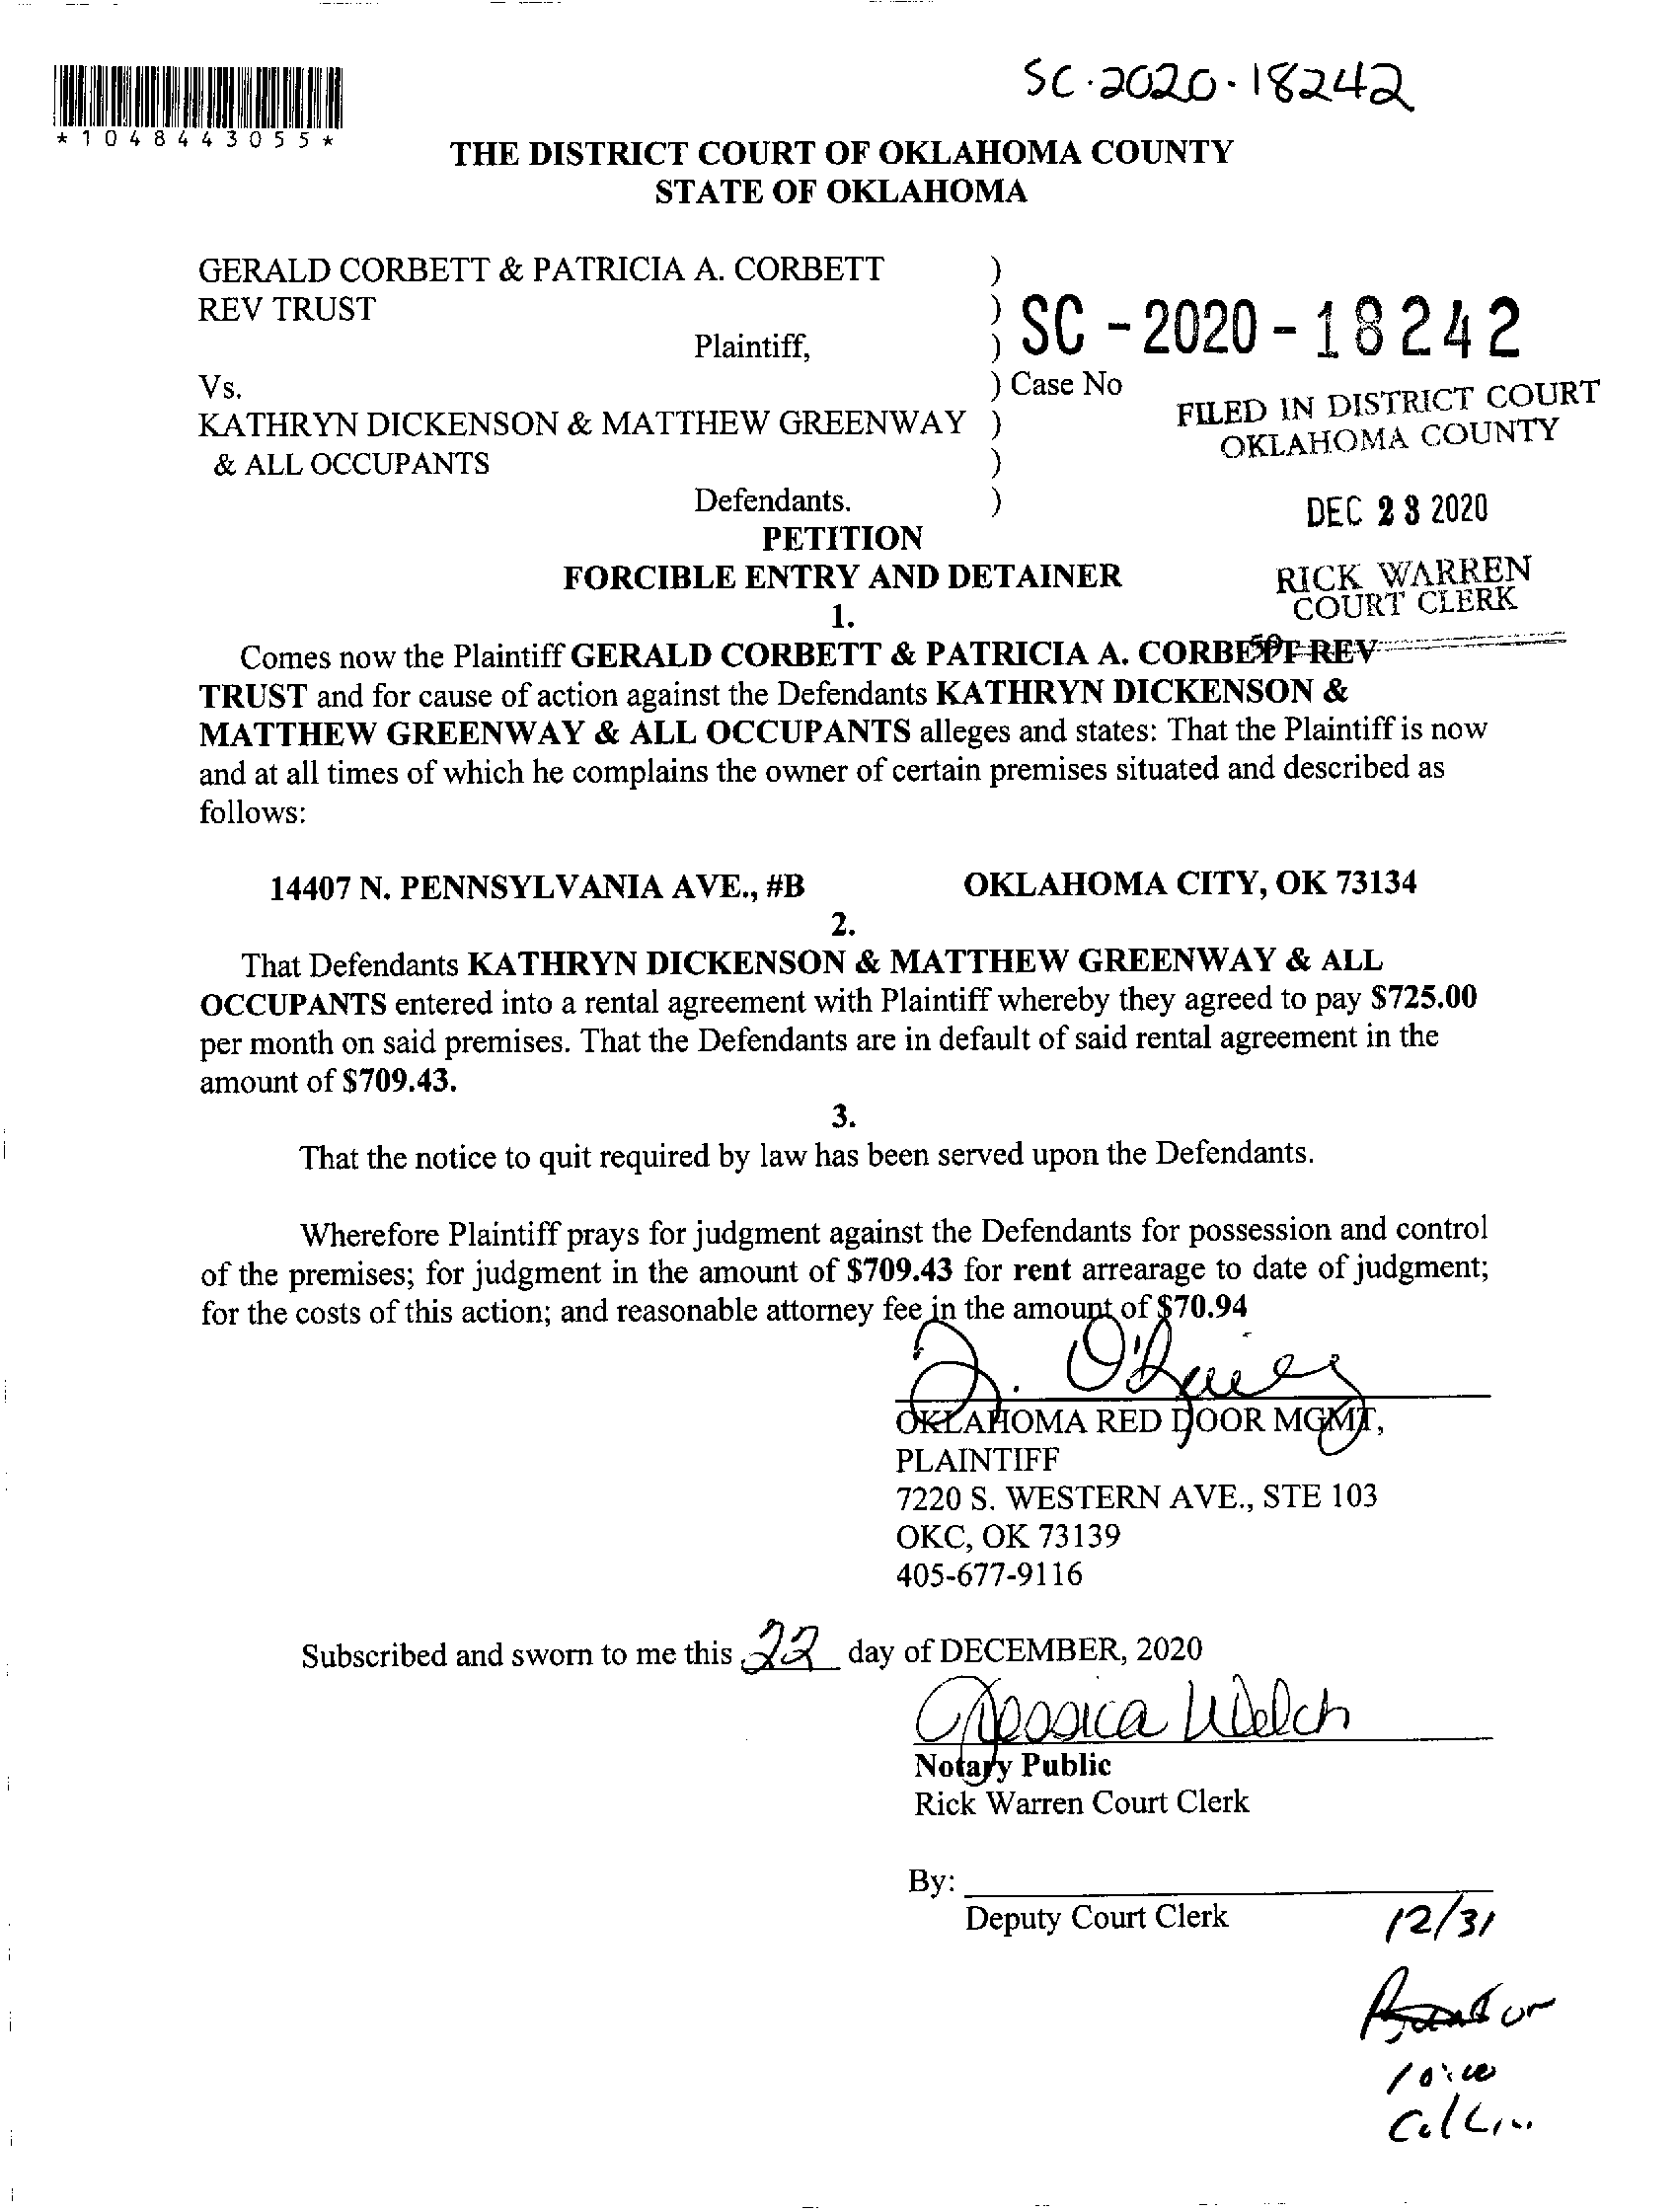 SC-2020-18242
*1048443055*
THE DISTRICT COURT OF OKLAHOMA COUNTY
STATE OF OKLAHOMA
GERALD CORBETT & PATRICIA A. CORBETT )
REV TRUST )
Plaintiff, ) SC-2020-18242
Vs. ) Case No
KATHRYN DICKENSON & MATTHEW GREENWAY )
& ALL OCCUPANTS )
Defendants. )
FILED IN DISTRICT COURT
OKLAHOMA COUNTY
DEC 23 2020
RICK WARREN
COURT CLERK
50
PETITION
FORCIBLE ENTRY AND DETAINER
1.
Comes now the Plaintiff GERALD CORBETT & PATRICIA A. CORBETT REV
TRUST and for cause of action against the Defendants KATHRYN DICKENSON &
MATTHEW GREENWAY & ALL OCCUPANTS alleges and states: That the Plaintiff is now
and at all times of which he complains the owner of certain premises situated and described as
follows:
14407 N. PENNSYLVANIA AVE., #B OKLAHOMA CITY, OK 73134
2.
That Defendants KATHRYN DICKENSON & MATTHEW GREENWAY & ALL
OCCUPANTS entered into a rental agreement with Plaintiff whereby they agreed to pay $725.00
per month on said premises. That the Defendants are in default of said rental agreement in the
amount of $709.43.
3.
That the notice to quit required by law has been served upon the Defendants.
Wherefore Plaintiff prays for judgment against the Defendants for possession and control
of the premises; for judgment in the amount of $709.43 for rent arrearage to date of judgment;
for the costs of this action; and reasonable attorney fee in the amount of $70.94
OKLAHOMA RED DOOR MGMT,
PLAINTIFF
7220 S. WESTERN AVE., STE 103
OKC, OK 73139
405-677-9116
Subscribed and sworn to me this 22 day of DECEMBER, 2020
Jessica Welch
Notary Public
Rick Warren Court Clerk
By:
Deputy Court Clerk
12/31
10:00